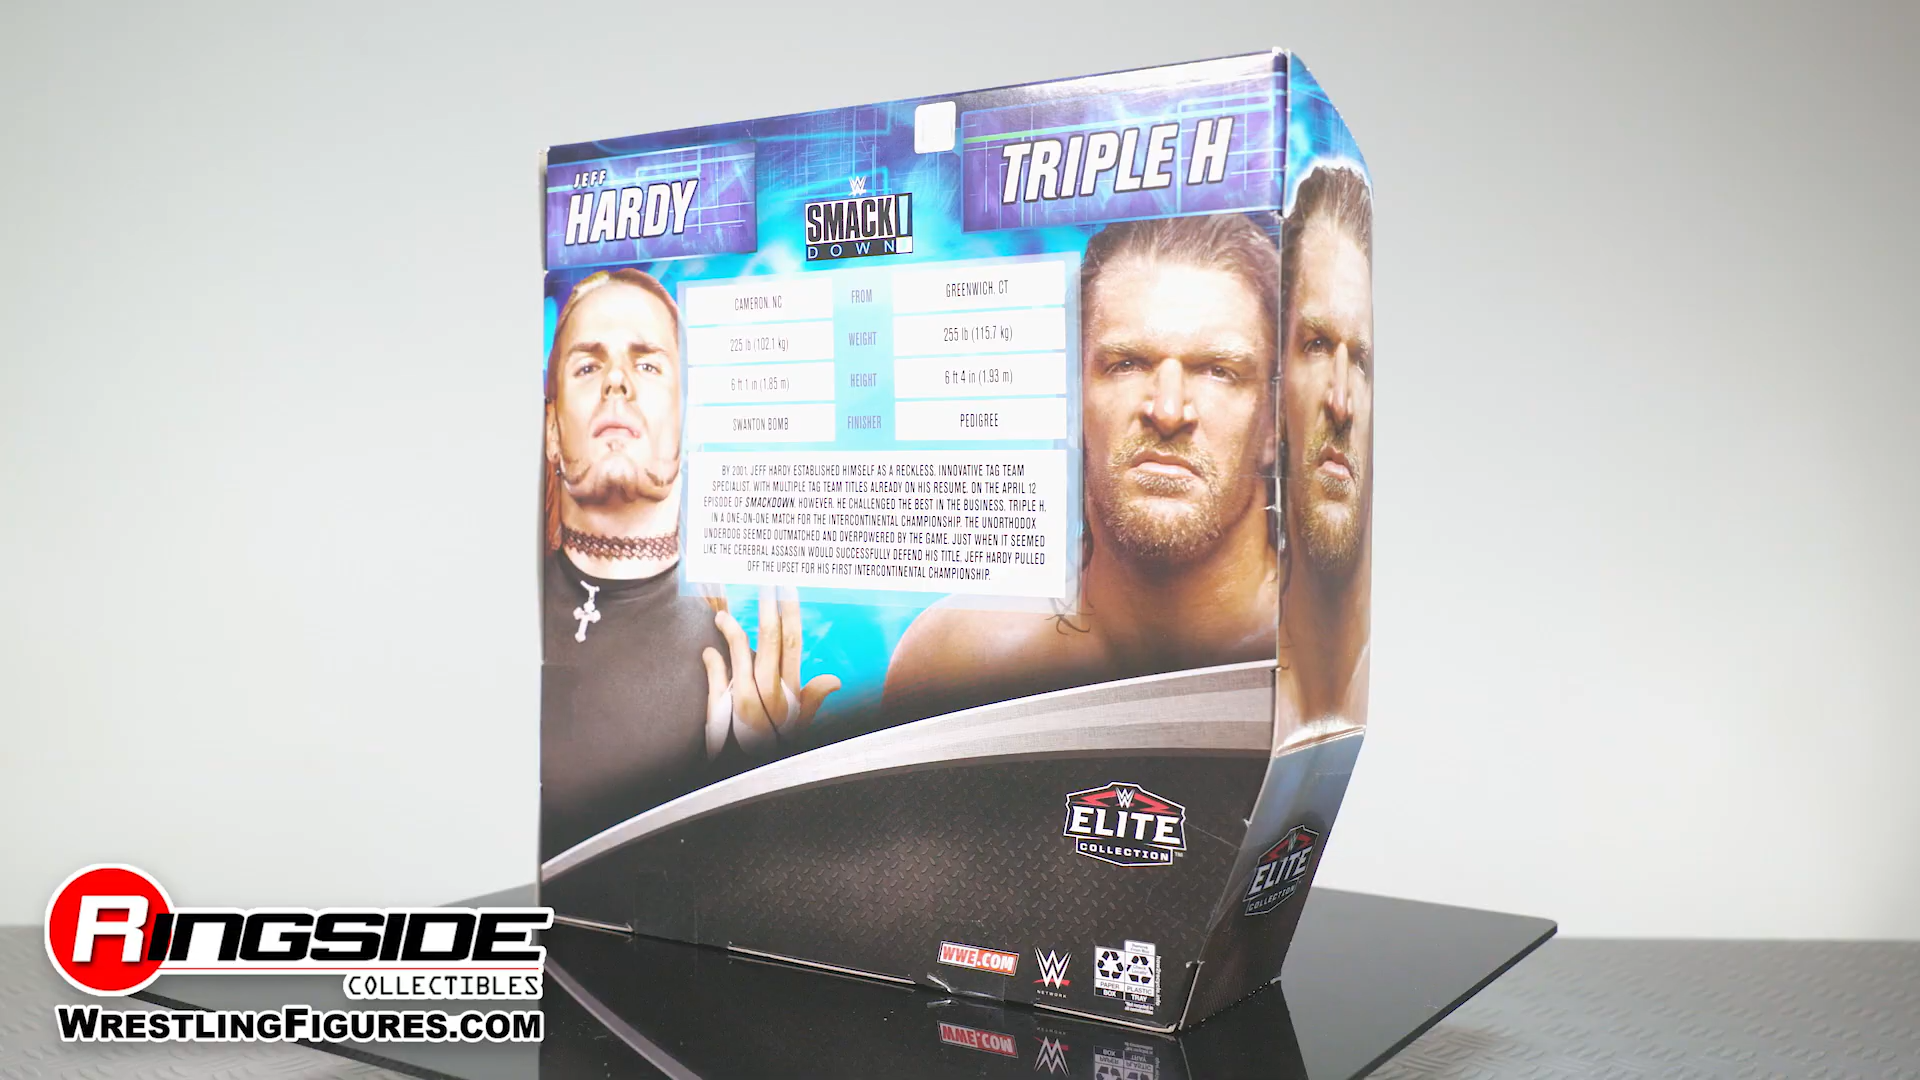 JEFF
HARDY
TRIPLE H
W
SMACK!
DOWN
CAMERON, NC FROM GREENWICH, CT
225 lb (102.1 kg) WEIGHT 255 lb (115.7 kg)
6 ft 1 in (1.85 m) HEIGHT 6 ft 4 in (1.93 m)
SWANTON BOMB FINISHER PEDIGREE
BY 2001, JEFF HARDY ESTABLISHED HIMSELF AS A RECKLESS, INNOVATIVE TAG TEAM
SPECIALIST, WITH MULTIPLE TAG TEAM TITLES ALREADY ON HIS RESUME. ON THE APRIL 12
EPISODE OF SMACKDOWN, HOWEVER, HE CHALLENGED THE BEST IN THE BUSINESS, TRIPLE H,
IN A ONE-ON-ONE MATCH FOR THE INTERCONTINENTAL CHAMPIONSHIP. THE UNORTHODOX
UNDERDOG SEEMED OUTMATCHED AND OVERPOWERED BY THE GAME. JUST WHEN IT SEEMED
LIKE THE CEREBRAL ASSASSIN WOULD SUCCESSFULLY DEFEND HIS TITLE, JEFF HARDY PULLED
OFF THE UPSET FOR HIS FIRST INTERCONTINENTAL CHAMPIONSHIP.
W
ELITE
COLLECTION™
W
ELITE
COLLECTION
WWE.COM
W
NETWORK
PAPER
BOX
PLASTIC
TRAY
RINGSIDE
COLLECTIBLES
WRESTLINGFIGURES.COM